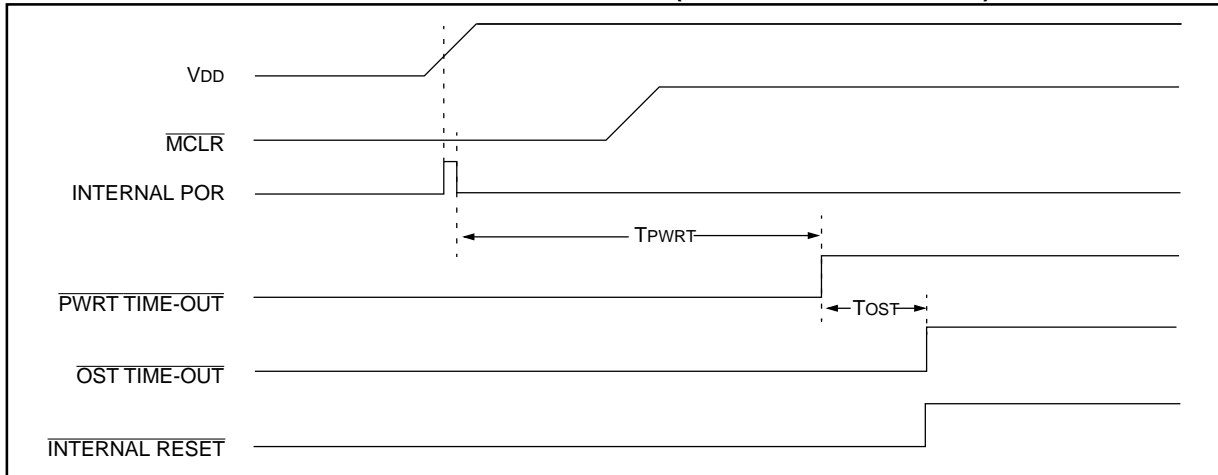 VDD
MCLR
INTERNAL POR
TPWRT
PWRT TIME-OUT
TOST
OST TIME-OUT
INTERNAL RESET